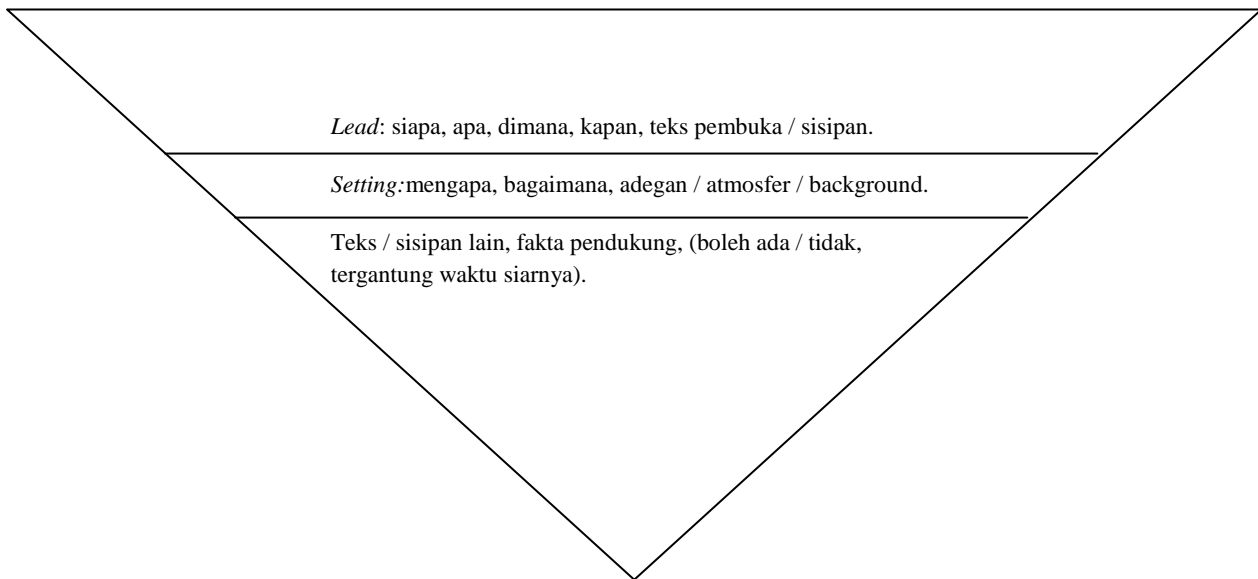 Lead: siapa, apa, dimana, kapan, teks pembuka / sisipan.
Setting:mengapa, bagaimana, adegan / atmosfer / background.
Teks / sisipan lain, fakta pendukung, (boleh ada / tidak,
tergantung waktu siarnya).